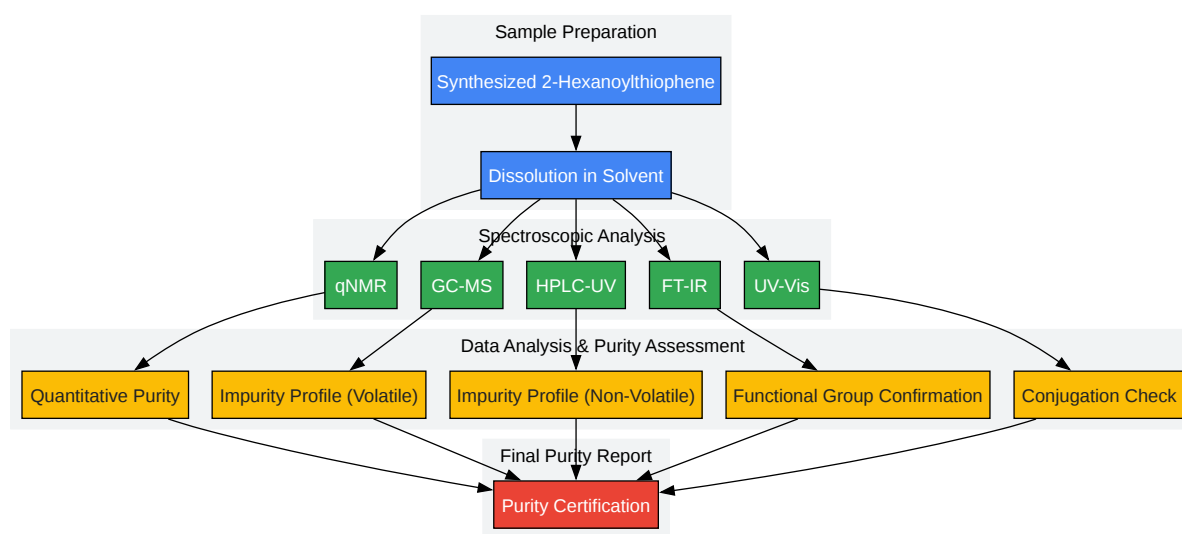 Sample Preparation
Synthesized 2-Hexanoylthiophene
Dissolution in Solvent
Spectroscopic Analysis
qNMR
GC-MS
HPLC-UV
FT-IR
UV-Vis
Data Analysis & Purity Assessment
Quantitative Purity
Impurity Profile (Volatile)
Impurity Profile (Non-Volatile)
Functional Group Confirmation
Conjugation Check
Final Purity Report
Purity Certification